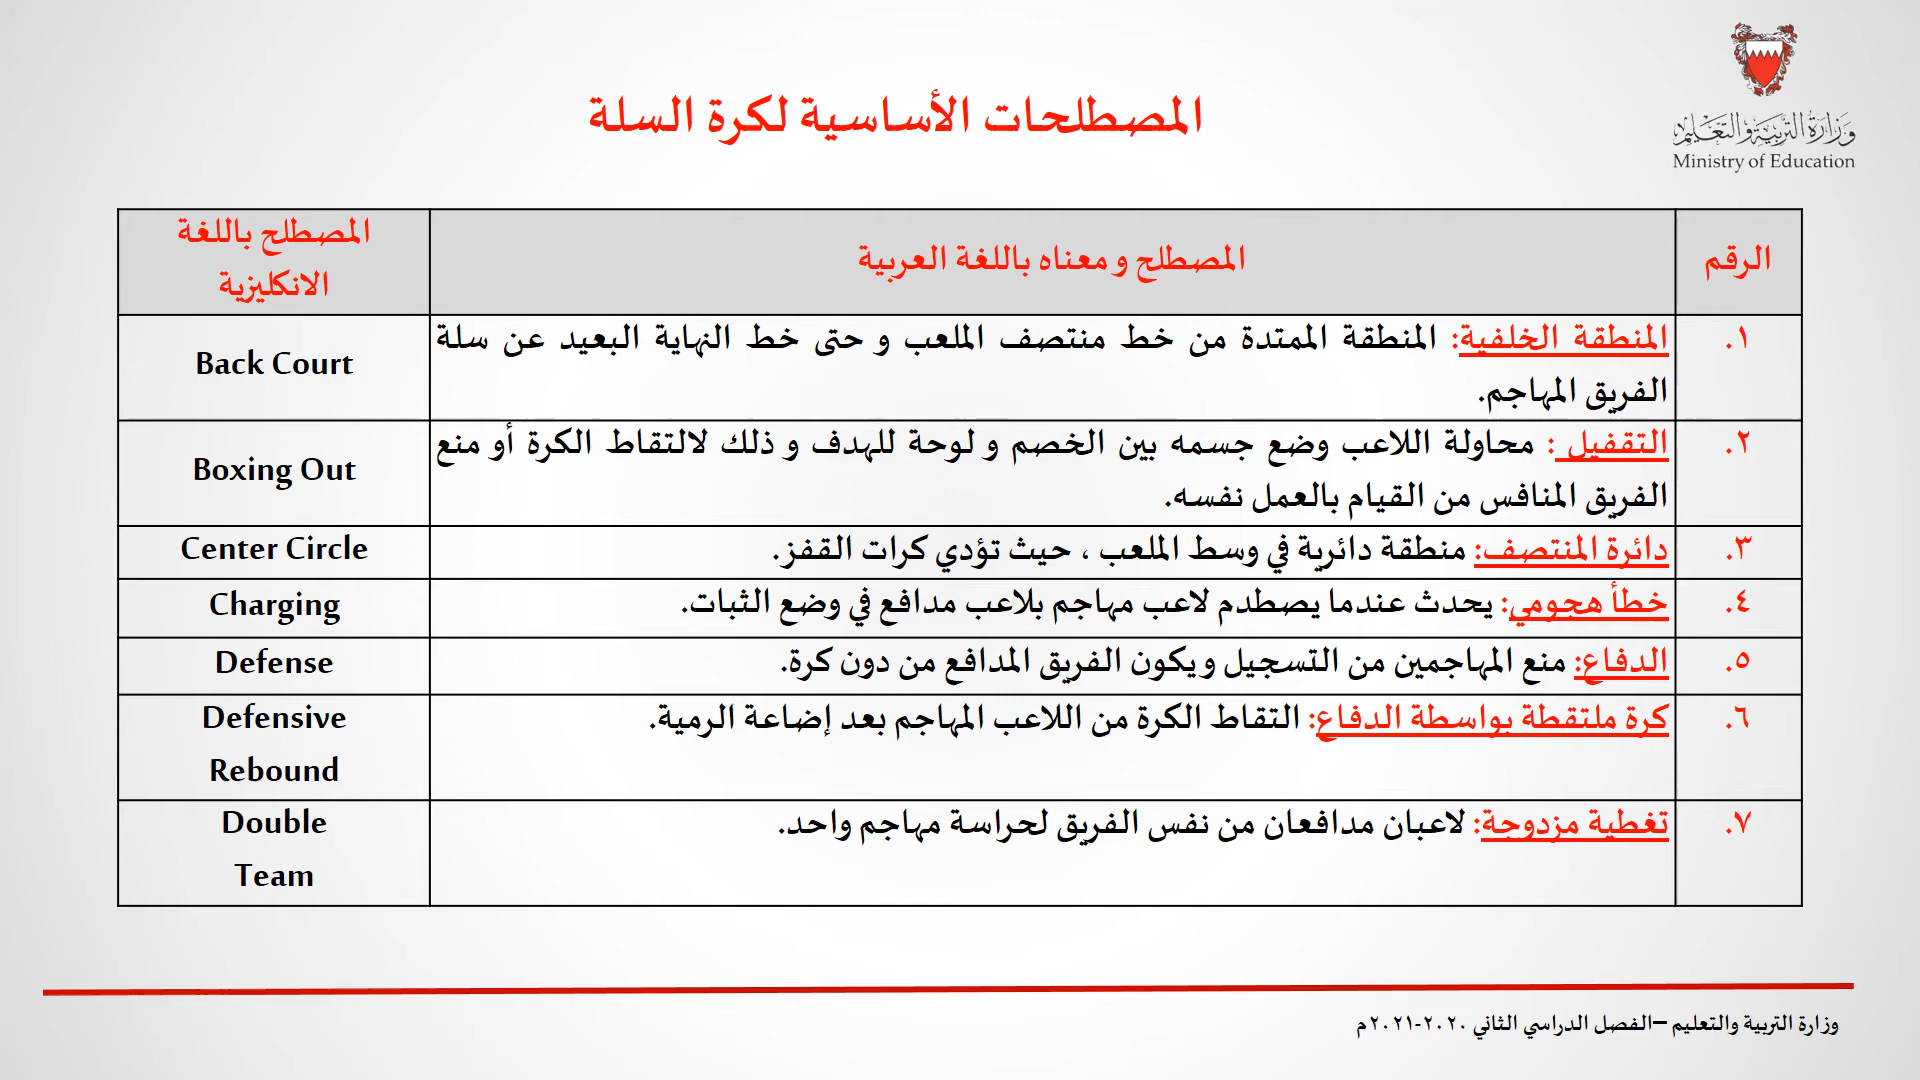 وزارة التربية والتعليم
Ministry of Education
المصطلحات الأساسية لكرة السلة
الرقم
المصطلح ومعناه باللغة العربية
المصطلح باللغة
الانكليزية
١.
المنطقة الخلفية: المنطقة الممتدة من خط منتصف الملعب و حتى خط النهاية البعيد عن سلة
الفريق المهاجم.
Back Court
٢.
التقفيل : محاولة اللاعب وضع جسمه بين الخصم و لوحة للهدف و ذلك لالتقاط الكرة أو منع
الفريق المنافس من القيام بالعمل نفسه.
Boxing Out
٣.
دائرة المنتصف: منطقة دائرية في وسط الملعب ، حيث تؤدي كرات القفز.
Center Circle
٤.
خطأ هجومي: يحدث عندما يصطدم لاعب مهاجم بلاعب مدافع في وضع الثبات.
Charging
٥.
الدفاع: منع المهاجمين من التسجيل ويكون الفريق المدافع من دون كرة.
Defense
٦.
كرة ملتقطة بواسطة الدفاع: التقاط الكرة من اللاعب المهاجم بعد إضاعة الرمية.
Defensive
Rebound
٧.
تغطية مزدوجة: لاعبان مدافعان من نفس الفريق لحراسة مهاجم واحد.
Double
Team
وزارة التربية والتعليم –الفصل الدراسي الثاني ٢٠٢٠-٢٠٢١م